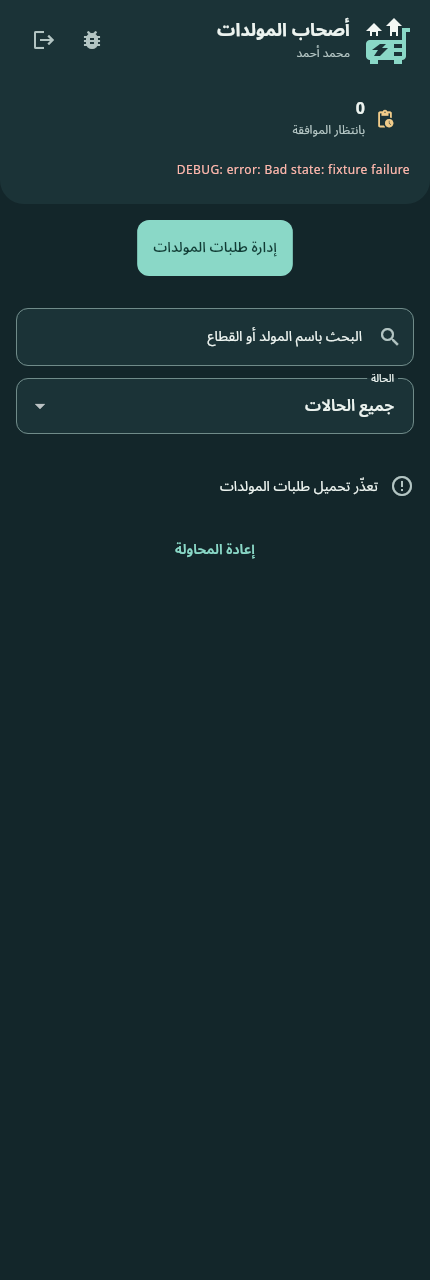 أصحاب المولدات
محمد أحمد
0
بانتظار الموافقة
DEBUG: error: Bad state: fixture failure
إدارة طلبات المولدات
البحث باسم المولد أو القطاع
الحالة
جميع الحالات
تعذّر تحميل طلبات المولدات
إعادة المحاولة